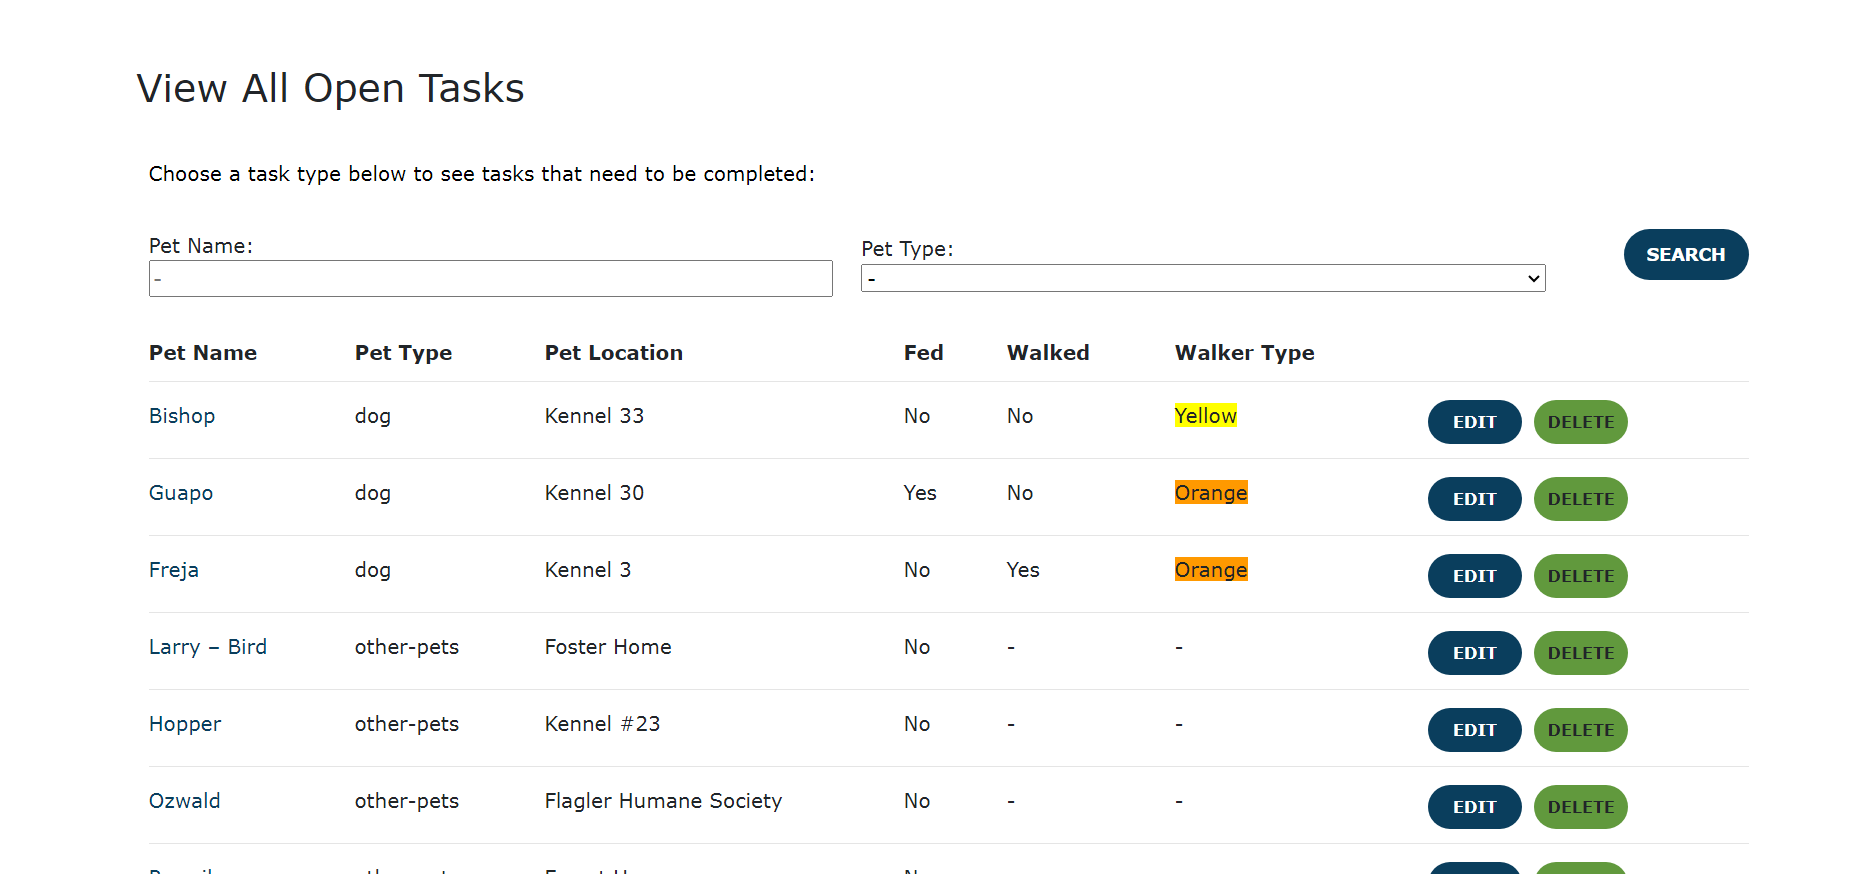 View All Open Tasks
Choose a task type below to see tasks that need to be completed:
Pet Name:
-
Pet Type:
-
SEARCH
Pet Name Pet Type Pet Location Fed Walked Walker Type
Bishop dog Kennel 33 No No Yellow EDIT DELETE
Guapo dog Kennel 30 Yes No Orange EDIT DELETE
Freja dog Kennel 3 No Yes Orange EDIT DELETE
Larry – Bird other-pets Foster Home No - - EDIT DELETE
Hopper other-pets Kennel #23 No - - EDIT DELETE
Ozwald other-pets Flagler Humane Society No - - EDIT DELETE